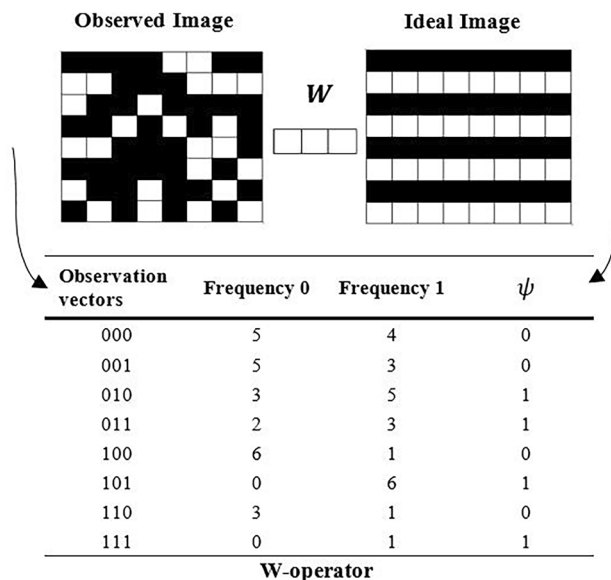 Observed Image Ideal Image
W
Observation vectors Frequency 0 Frequency 1 ψ
000 5 4 0
001 5 3 0
010 3 5 1
011 2 3 1
100 6 1 0
101 0 6 1
110 3 1 0
111 0 1 1
W-operator